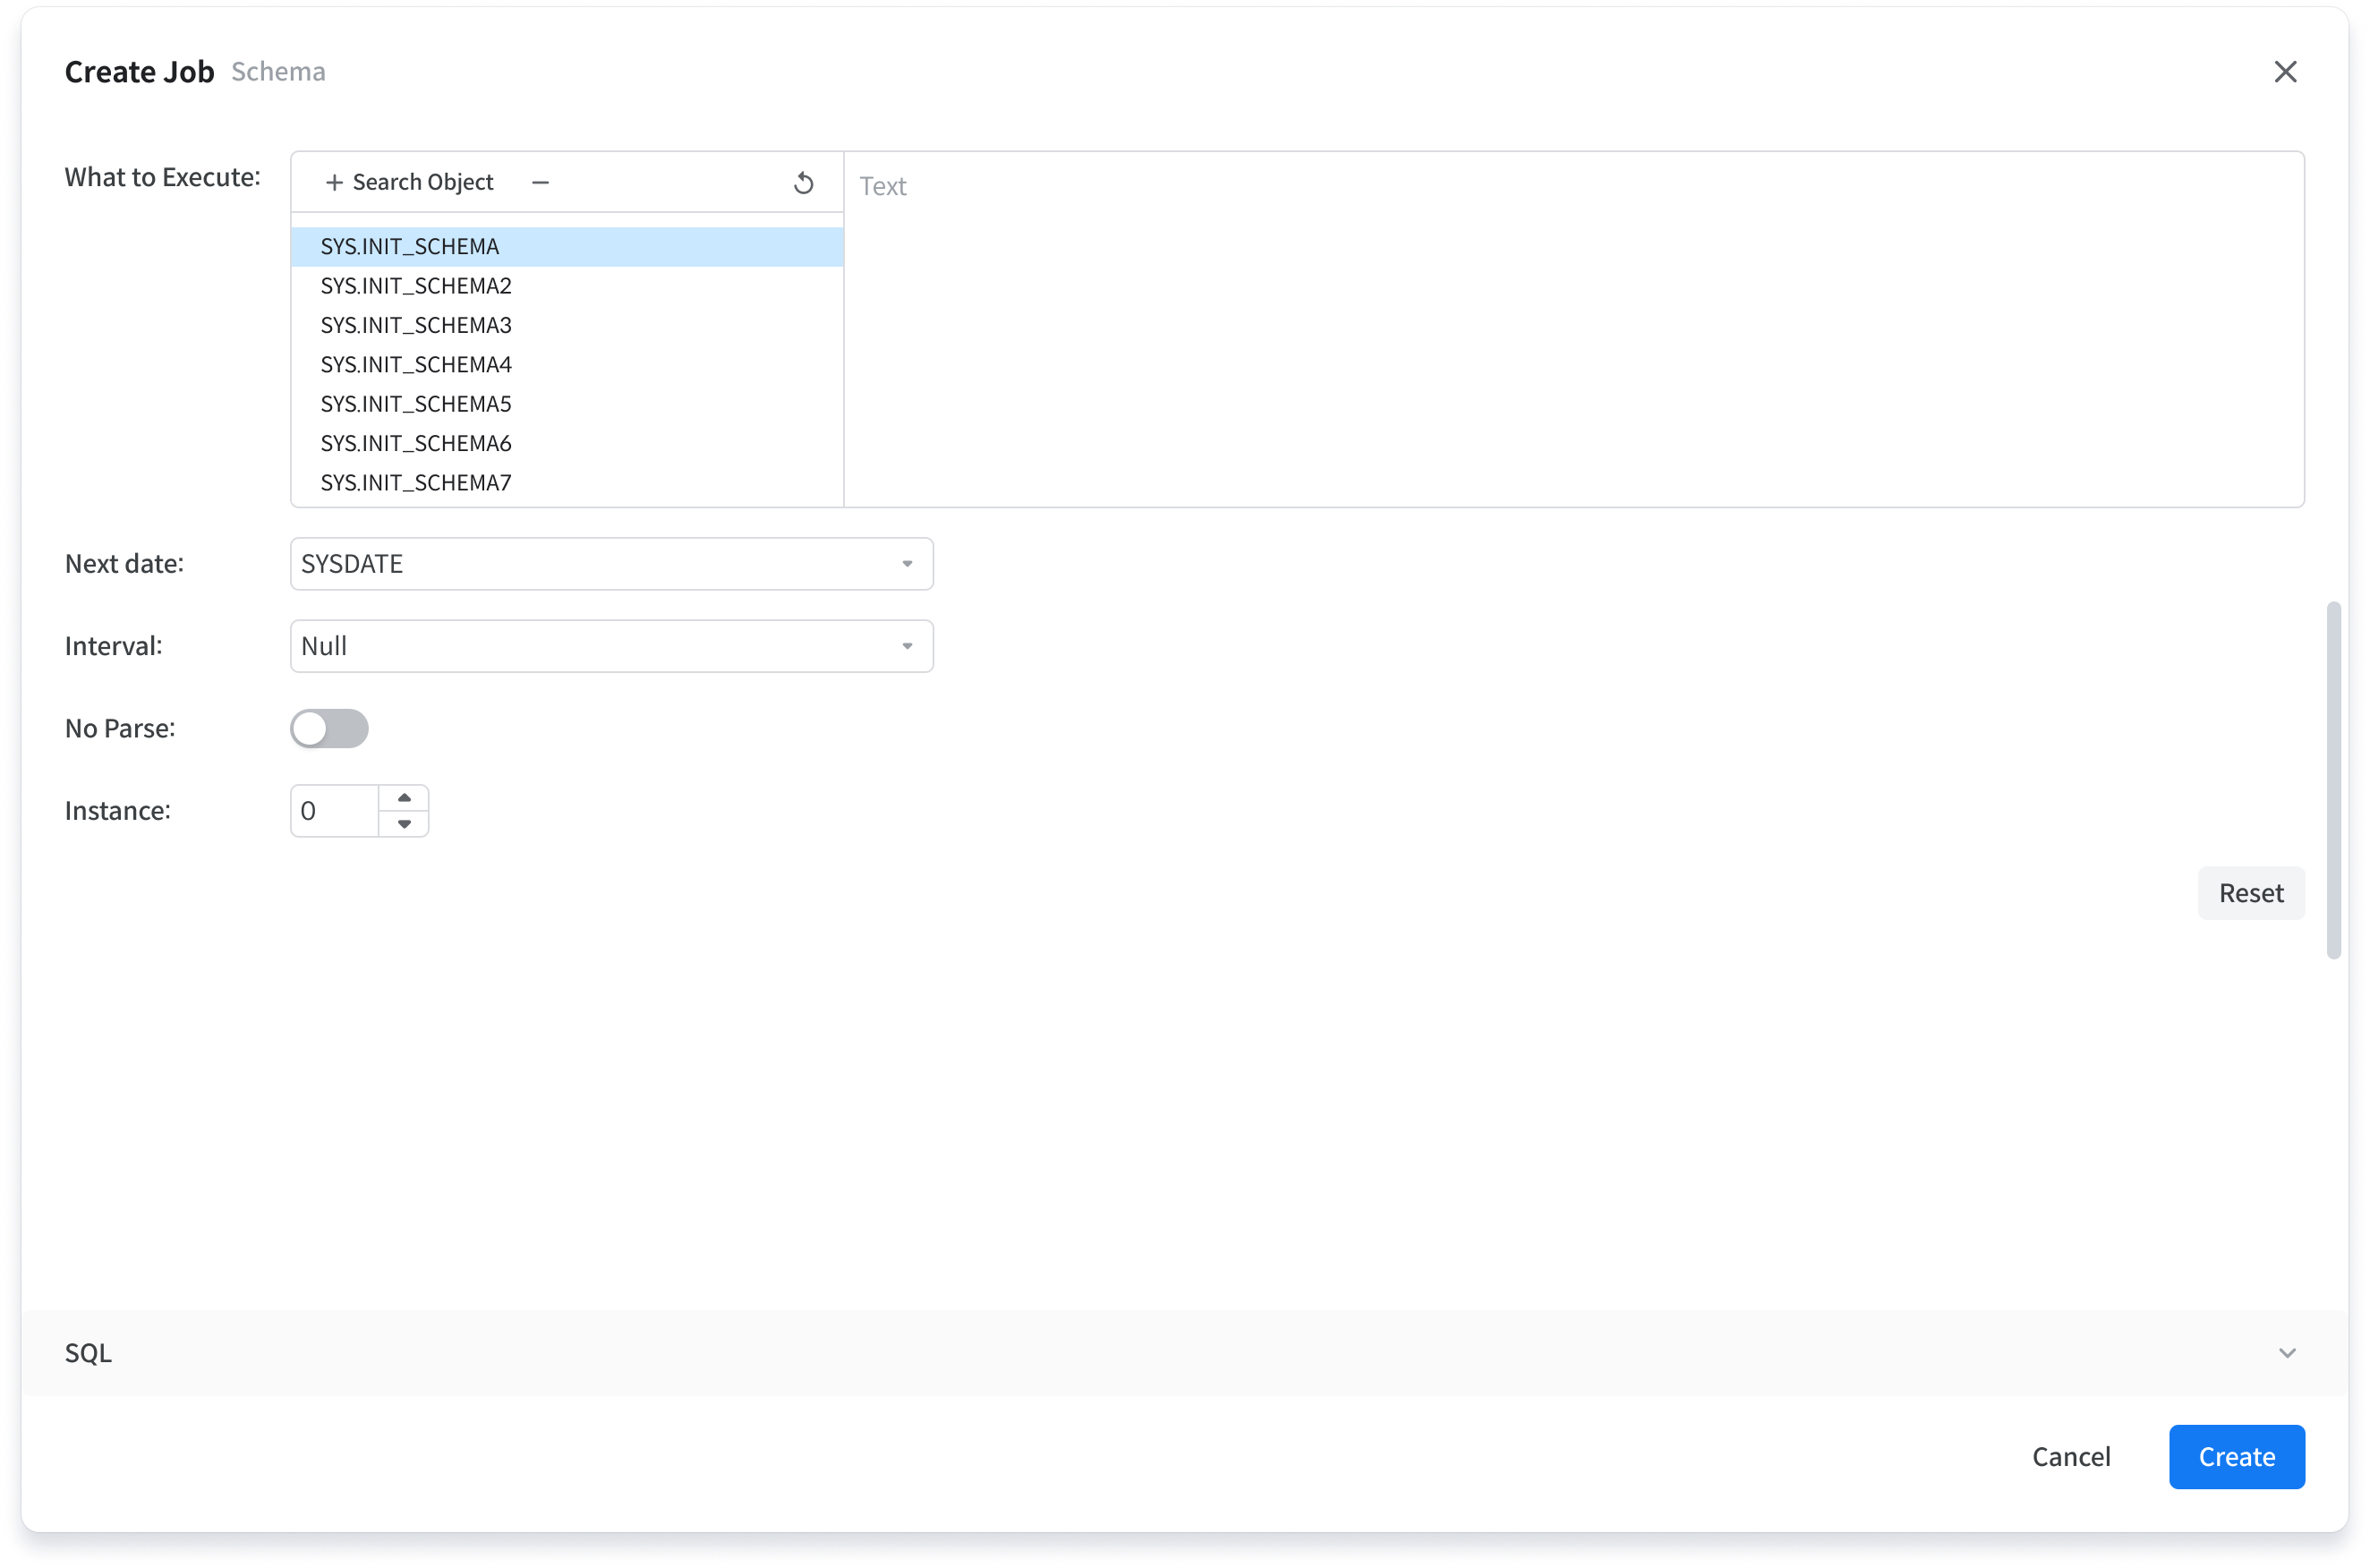 Create Job Schema
What to Execute:
Search Object
Text
SYS.INIT_SCHEMA
SYS.INIT_SCHEMA2
SYS.INIT_SCHEMA3
SYS.INIT_SCHEMA4
SYS.INIT_SCHEMA5
SYS.INIT_SCHEMA6
SYS.INIT_SCHEMA7
Next date:
SYSDATE
Interval:
Null
No Parse:
Instance:
0
Reset
SQL
Cancel
Create